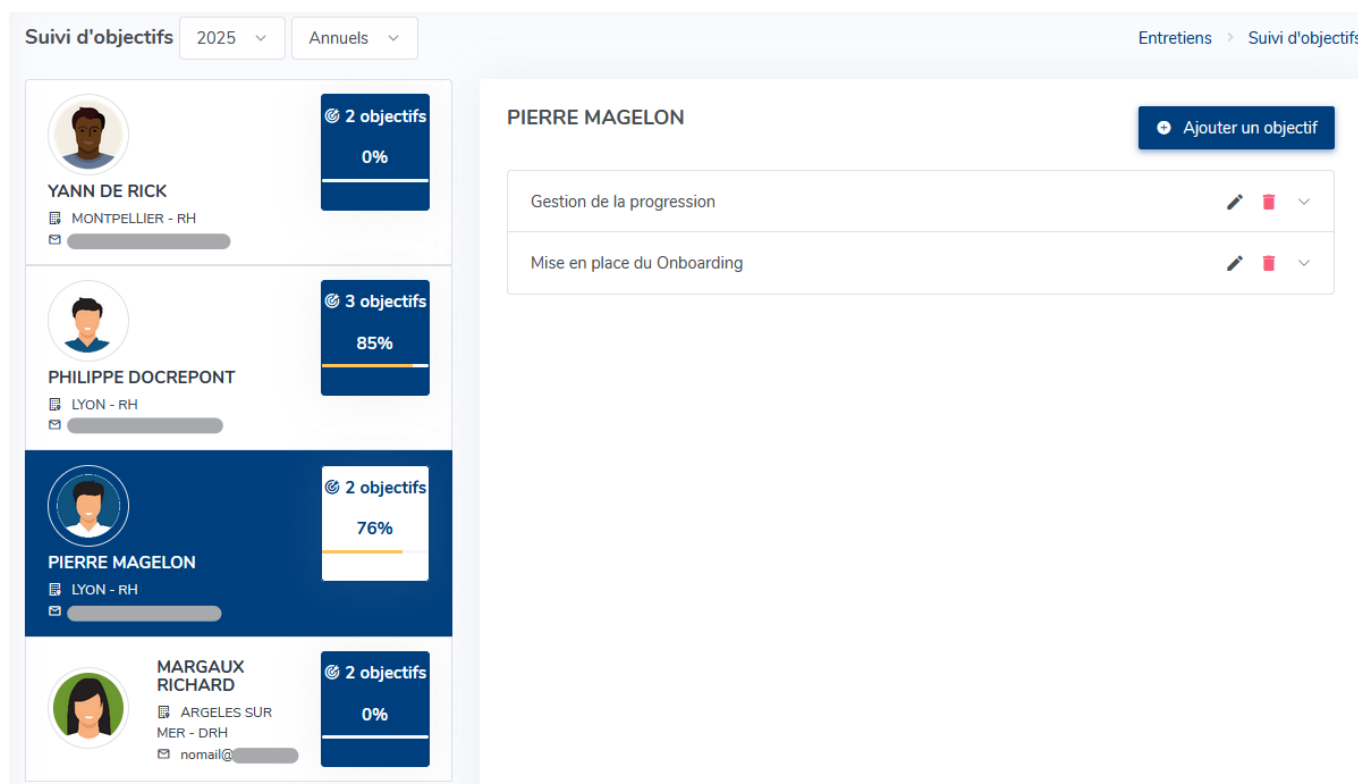 Suivi d'objectifs 2025 Annuels
Entretiens > Suivi d'objectifs
YANN DE RICK
MONTPELLIER - RH
2 objectifs
0%
PHILIPPE DOCREPONT
LYON - RH
3 objectifs
85%
PIERRE MAGELON
LYON - RH
2 objectifs
76%
MARGAUX
RICHARD
ARGELES SUR
MER - DRH
nomail@
2 objectifs
0%
PIERRE MAGELON
Ajouter un objectif
Gestion de la progression
Mise en place du Onboarding